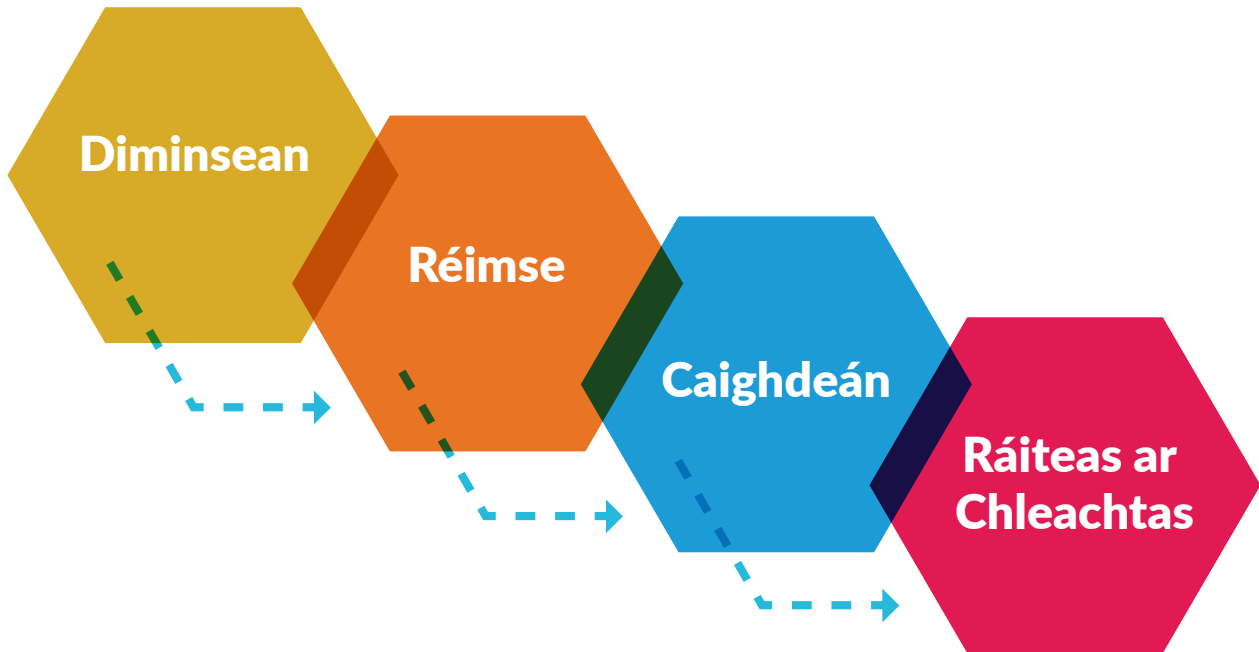 Diminsean
Réimse
Caighdeán
Ráiteas ar
Chleachtas